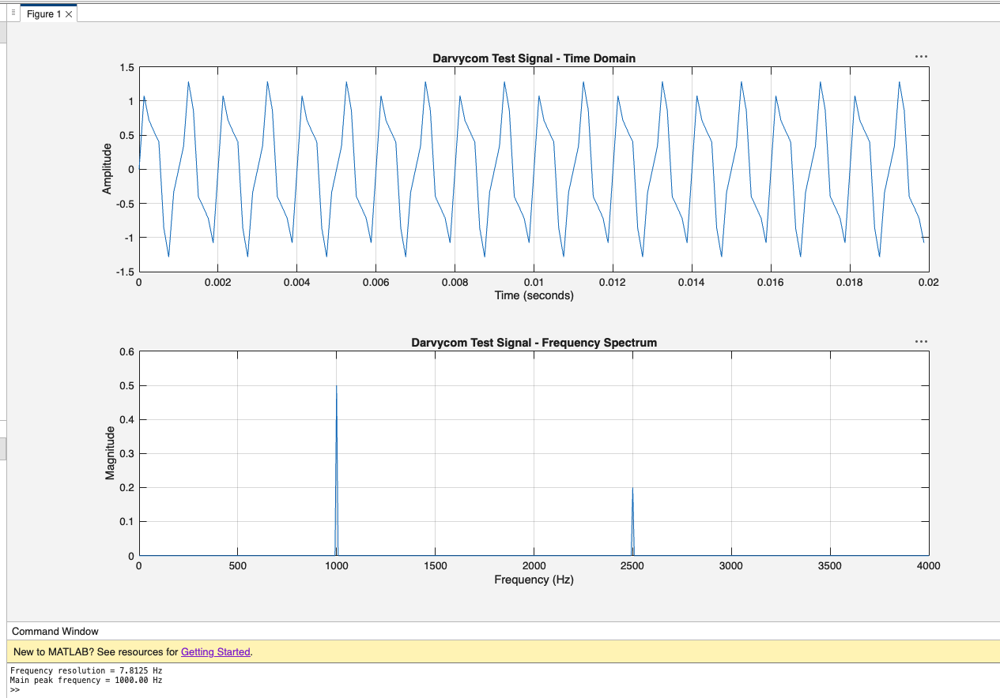 Figure 1 ×
Darvycom Test Signal - Time Domain
1.5
1
0.5
0
-0.5
-1
-1.5
Amplitude
0 0.002 0.004 0.006 0.008 0.01 0.012 0.014 0.016 0.018 0.02
Time (seconds)
Darvycom Test Signal - Frequency Spectrum
0.6
0.5
0.4
0.3
0.2
0.1
0
Magnitude
0 500 1000 1500 2000 2500 3000 3500 4000
Frequency (Hz)
Command Window
New to MATLAB? See resources for Getting Started.
Frequency resolution = 7.8125 Hz
Main peak frequency = 1000.00 Hz
>>